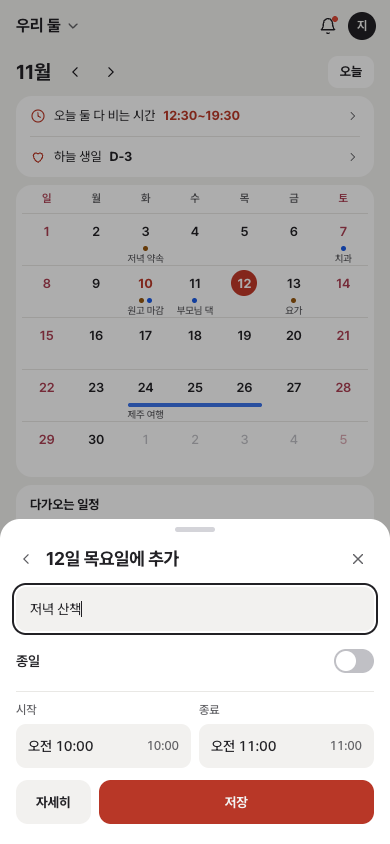 우리 둘
지
11월
오늘
오늘 둘 다 비는 시간 12:30~19:30
하늘 생일 D-3
일 월 화 수 목 금 토
1 2 3 4 5 6 7
저녁 약속 치과
8 9 10 11 12 13 14
원고 마감 부모님 댁 요가
15 16 17 18 19 20 21
22 23 24 25 26 27 28
제주 여행
29 30 1 2 3 4 5
다가오는 일정
12일 목요일에 추가
저녁 산책
종일
시작 종료
오전 10:00 10:00 오전 11:00 11:00
자세히 저장